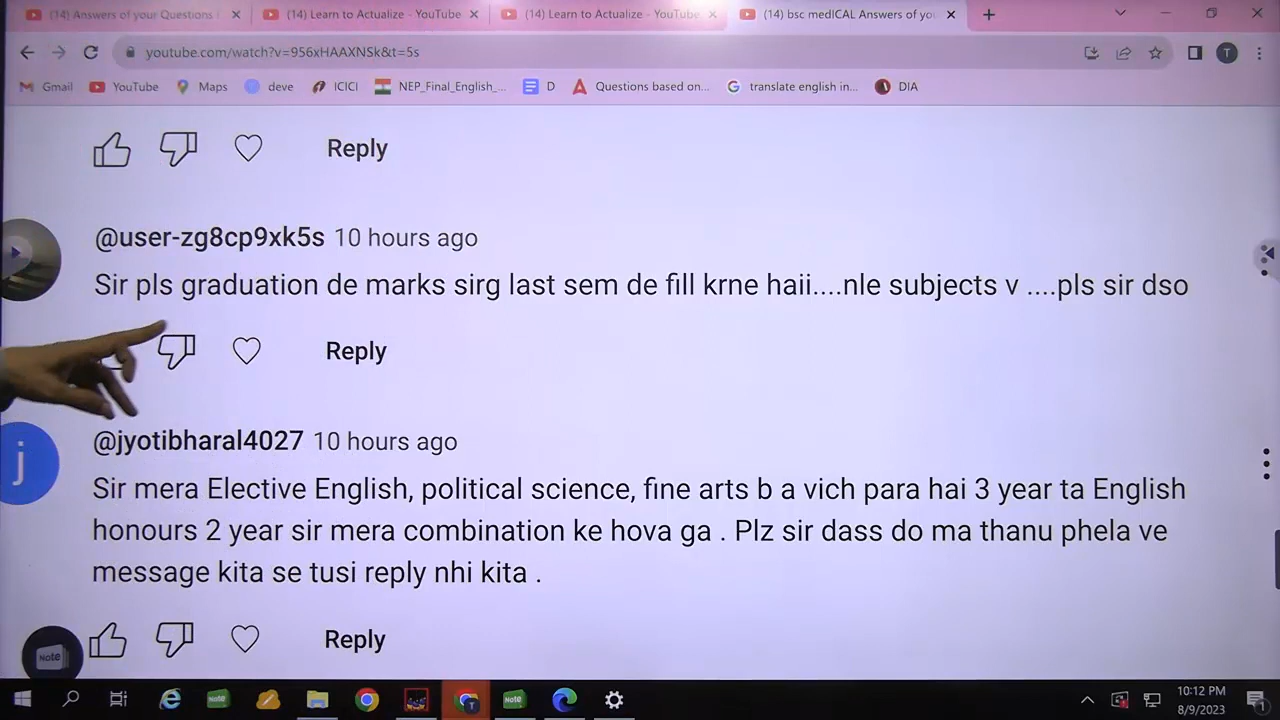 (14) Answers of your Questions
(14) Learn to Actualize - YouTube
(14) Learn to Actualize - YouTube
(14) bsc medICAL Answers of you
youtube.com/watch?v=956xHAAXNSk&t=5s
T
Gmail
YouTube
Maps
deve
ICICI
NEP_Final_English_...
D
Questions based on...
translate english in...
DIA
Reply
@user-zg8cp9xk5s 10 hours ago
Sir pls graduation de marks sirg last sem de fill krne haii....nle subjects v ....pls sir dso
Reply
j
@jyotibharal4027 10 hours ago
Sir mera Elective English, political science, fine arts b a vich para hai 3 year ta English
honours 2 year sir mera combination ke hova ga . Plz sir dass do ma thanu phela ve
message kita se tusi reply nhi kita .
Note
Reply
Note
T
Note
10:12 PM
8/9/2023
1